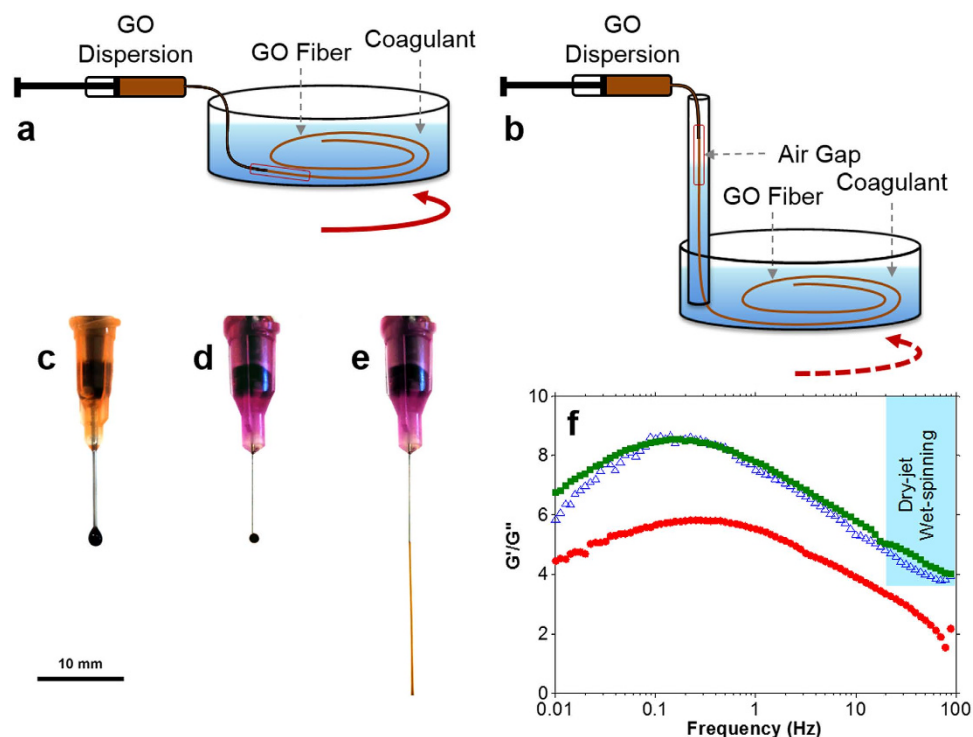 GO
Dispersion
GO Fiber
Coagulant
a
GO
Dispersion
b
Air Gap
Coagulant
GO Fiber
c
d
e
10 mm
f
Dry-jet
Wet-spinning
G'/G"
10
8
6
4
2
0
0.01
0.1
1
10
100
Frequency (Hz)